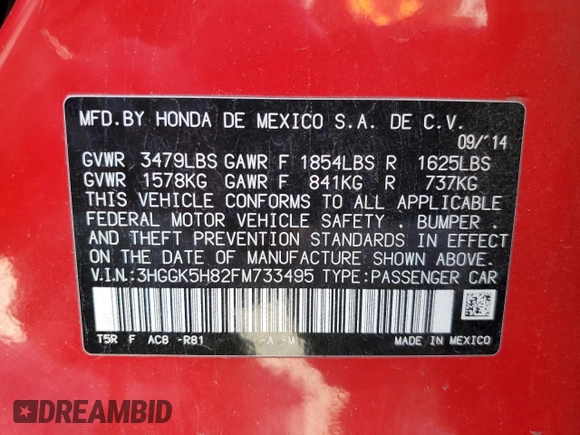 MFD.BY HONDA DE MEXICO S.A. DE C.V.
09/'14
GVWR 3479LBS GAWR F 1854LBS R 1625LBS
GVWR 1578KG GAWR F 841KG R 737KG
THIS VEHICLE CONFORMS TO ALL APPLICABLE
FEDERAL MOTOR VEHICLE SAFETY . BUMPER .
AND THEFT PREVENTION STANDARDS IN EFFECT
ON THE DATE OF MANUFACTURE SHOWN ABOVE.
V.I.N.:3HGGK5H82FM733495 TYPE:PASSENGER CAR
T5R F AC8 -R81 -A -M MADE IN MEXICO
DREAMBID